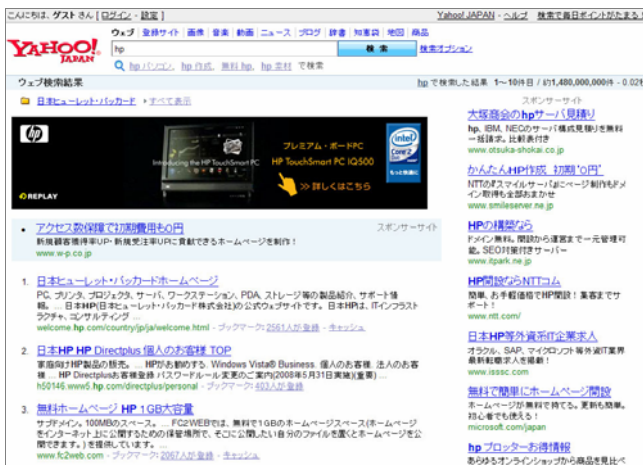 こんにちは、ゲスト さん [ ログイン - 設定 ]
Yahoo! JAPAN - ヘルプ 検索で毎日ポイントがたまる
YAHOO! JAPAN
ウェブ | 登録サイト | 画像 | 音楽 | 動画 | ニュース | ブログ | 辞書 | 知恵袋 | 地図 | 商品
hp 検索 検索オプション
hp パソコン, hp 作成, 無料 hp, hp 素材 で検索
ウェブ検索結果
hp で検索した結果 1～10件目 / 約1,480,000,000件 - 0.02
日本ヒューレット・パッカード ▸すべて表示
hp
Introducing the HP TouchSmart PC
プレミアム・ボードPC
HP TouchSmart PC IQ500
>> 詳しくはこちら
intel Core 2 Duo
REPLAY
• アクセス数保障で初期費用も0円 スポンサーサイト
新規顧客獲得率UP・新規受注率UPに貢献できるホームページを制作！
www.w-p.co.jp
1. 日本ヒューレット・パッカードホームページ
PC, プリンタ, プロジェクタ, サーバ, ワークステーション, PDA, ストレージ等の製品紹介、サポート情
報。... 日本HP(日本ヒューレット・パッカード株式会社)の公式ウェブサイトです。日本HPは、ITインフラスト
ラクチャ、コンサルティング ...
welcome.hp.com/country/jp/ja/welcome.html - ブックマーク: 2561人が登録 - キャッシュ
2. 日本HP HP Directplus 個人のお客様 TOP
家庭向けHP製品の販売。... HPがお勧めする. Windows Vista® Business. 個人のお客様. 法人のお客
様 ... HP Directplusお客様登録パスワードルール変更のご案内(2008年5月31日実施)(重要) ...
h50146.www5.hp.com/directplus/personal - ブックマーク: 403人が登録
3. 無料ホームページ HP 1GB大容量
サブドメイン. 100MBのスペース。... FC2WEBでは、無料で1GBのホームページスペース(ホームページ
をインターネット上に公開するための保管場所で、そこに公開したい自分のファイルを置くとホームページを公
開できます。)を提供しています。...
www.fc2web.com - ブックマーク: 2067人が登録 - キャッシュ
スポンサーサイト
大塚商会のhpサーバ見積り
hp, IBM, NECのサーバ構成見積りを無料
一括請求。比較表付き
www.otsuka-shokai.co.jp
かんたんHP作成 初期"0円"
NTTの『スマイルサーバ』にページ制作もドメ
イン取得も全部おまかせ
www.smileserver.ne.jp
HPの構築なら
ドメイン無料。開設から運営まで一元管理可
能。SEO対策付きサーバー
www.itpark.ne.jp
HP開設ならNTTコム
簡単、お手軽価格でHP開設！集客までサ
ポート！
www.ntt.com/
日本HP等外資系IT企業求人
オラクル、SAP、マイクロソフト等外資IT業界
最新転職求人を掲載！
www.isssc.com
無料で簡単にホームページ開設
ホームページが無料で持てる。更新も簡単。
初心者でも使える！
microsoft.com/japan
hp プロッターお得情報
あらゆるオンラインショップから商品を見比べ